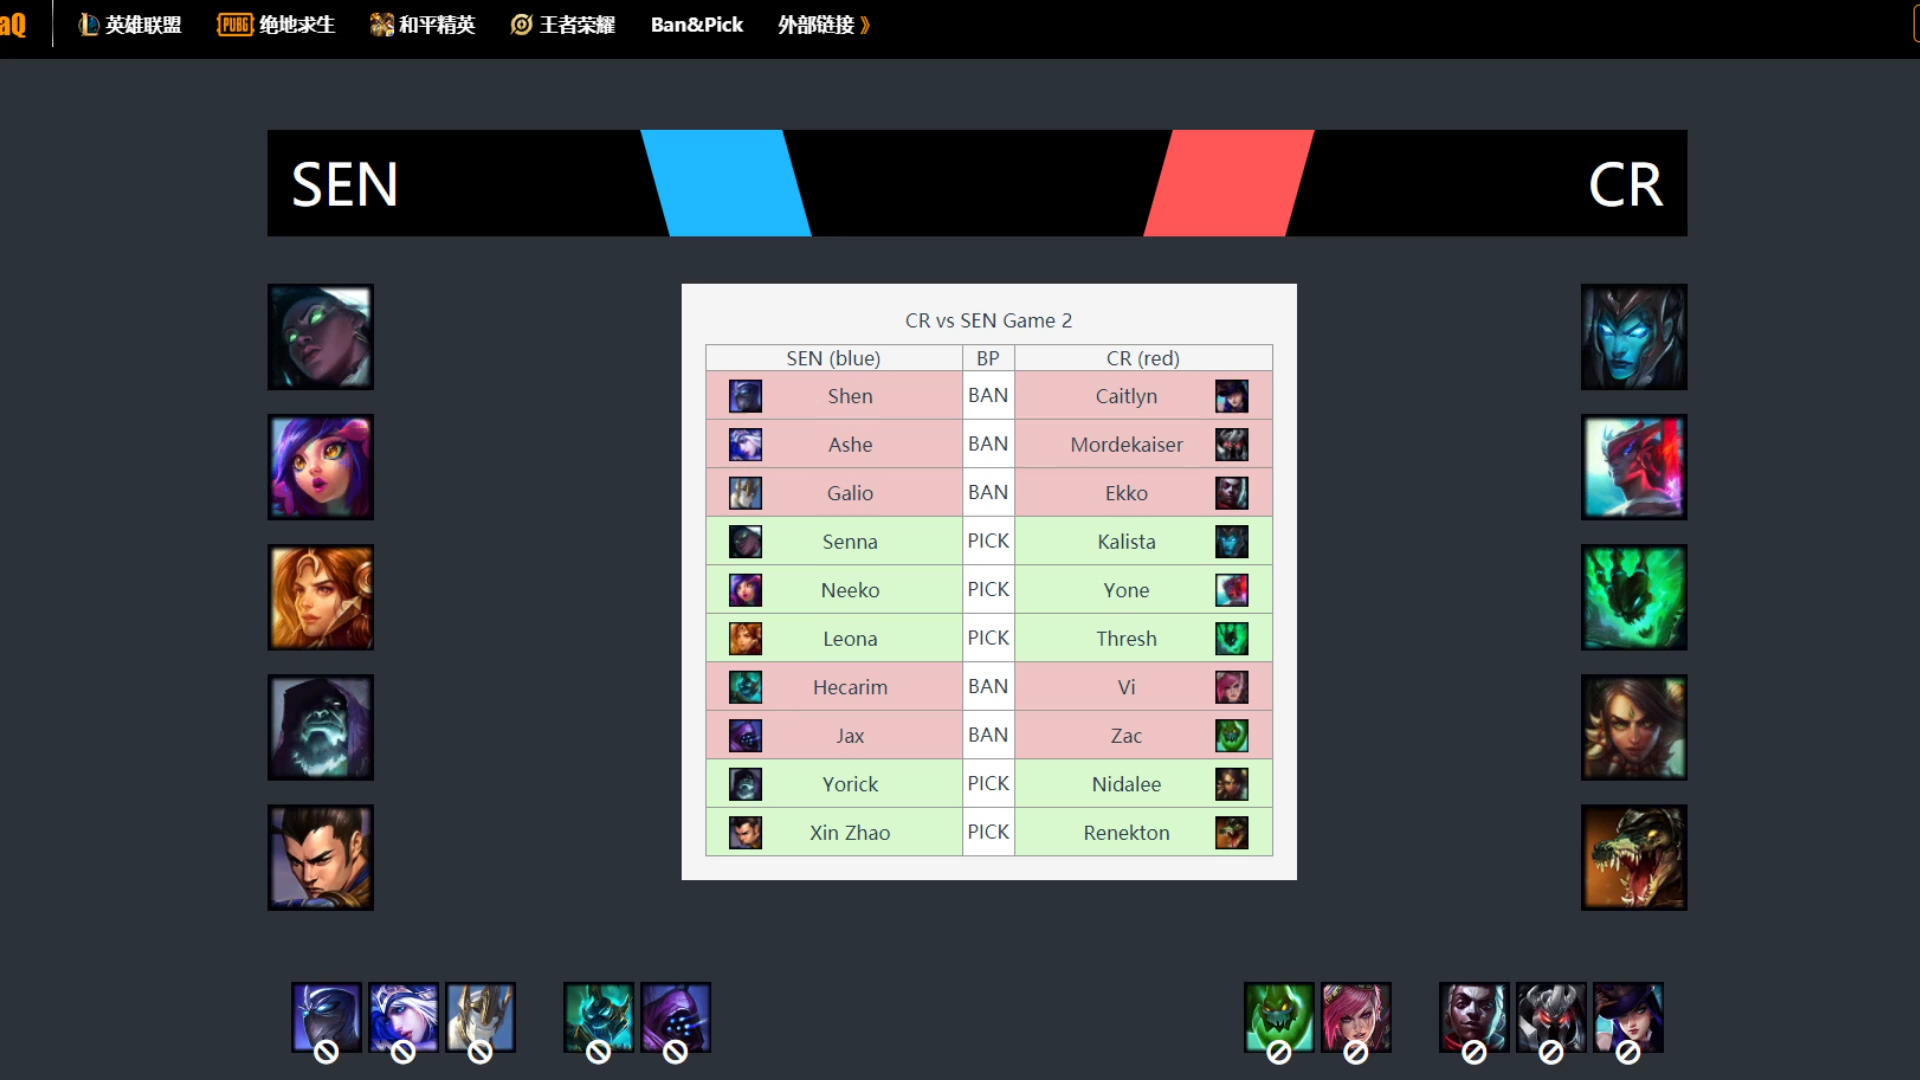 aQ 英雄联盟 PUBG 绝地求生 和平精英 王者荣耀 Ban&Pick 外部链接 》
SEN CR
CR vs SEN Game 2
SEN (blue) BP CR (red)
Shen BAN Caitlyn
Ashe BAN Mordekaiser
Galio BAN Ekko
Senna PICK Kalista
Neeko PICK Yone
Leona PICK Thresh
Hecarim BAN Vi
Jax BAN Zac
Yorick PICK Nidalee
Xin Zhao PICK Renekton